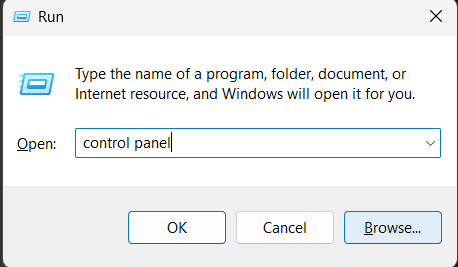 Run
Type the name of a program, folder, document, or
Internet resource, and Windows will open it for you.
Open: control panel
OK Cancel Browse...